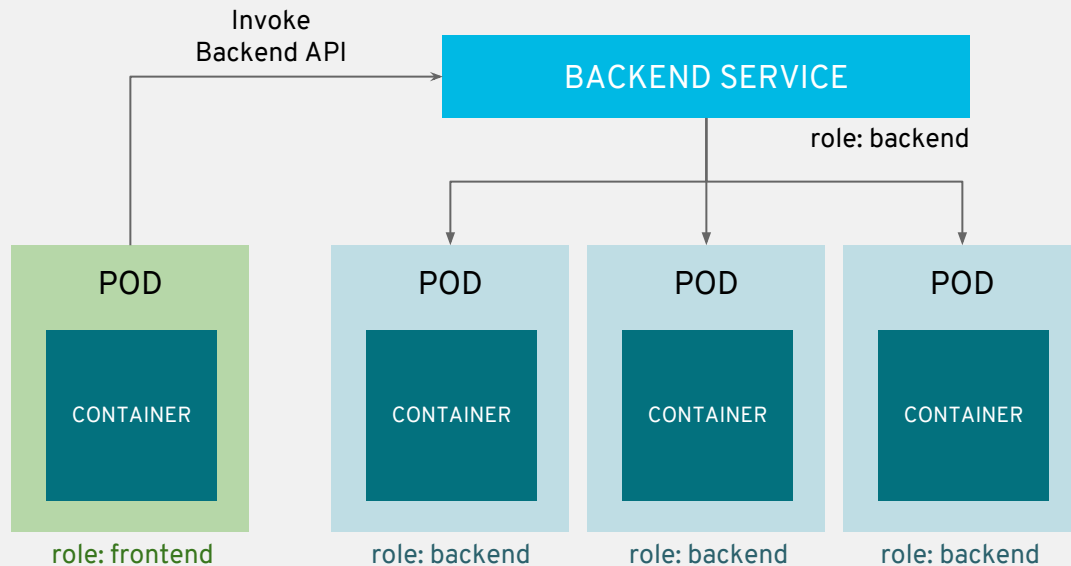 Invoke
Backend API
BACKEND SERVICE
role: backend
POD
POD
POD
POD
CONTAINER
CONTAINER
CONTAINER
CONTAINER
role: frontend
role: backend
role: backend
role: backend